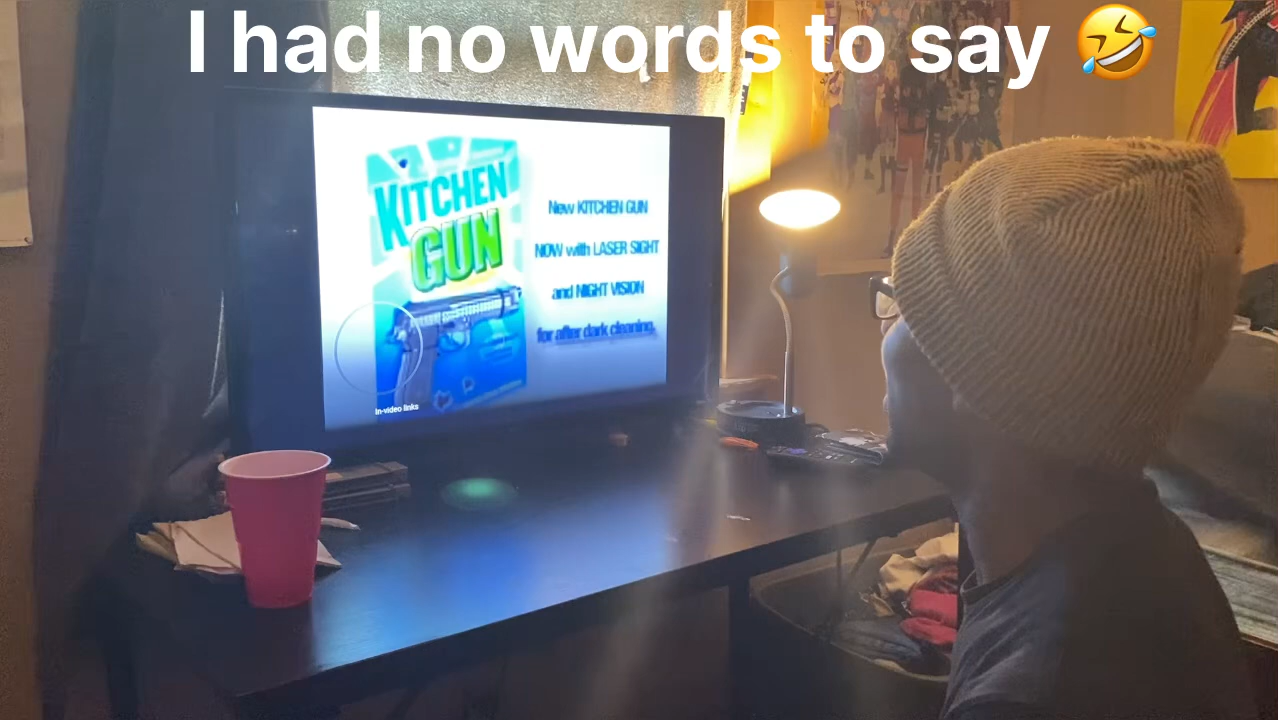 I had no words to say 🤣
KITCHEN
GUN
New KITCHEN GUN
NOW with LASER SIGHT
and NIGHT VISION
for after dark cleaning.
in-video links